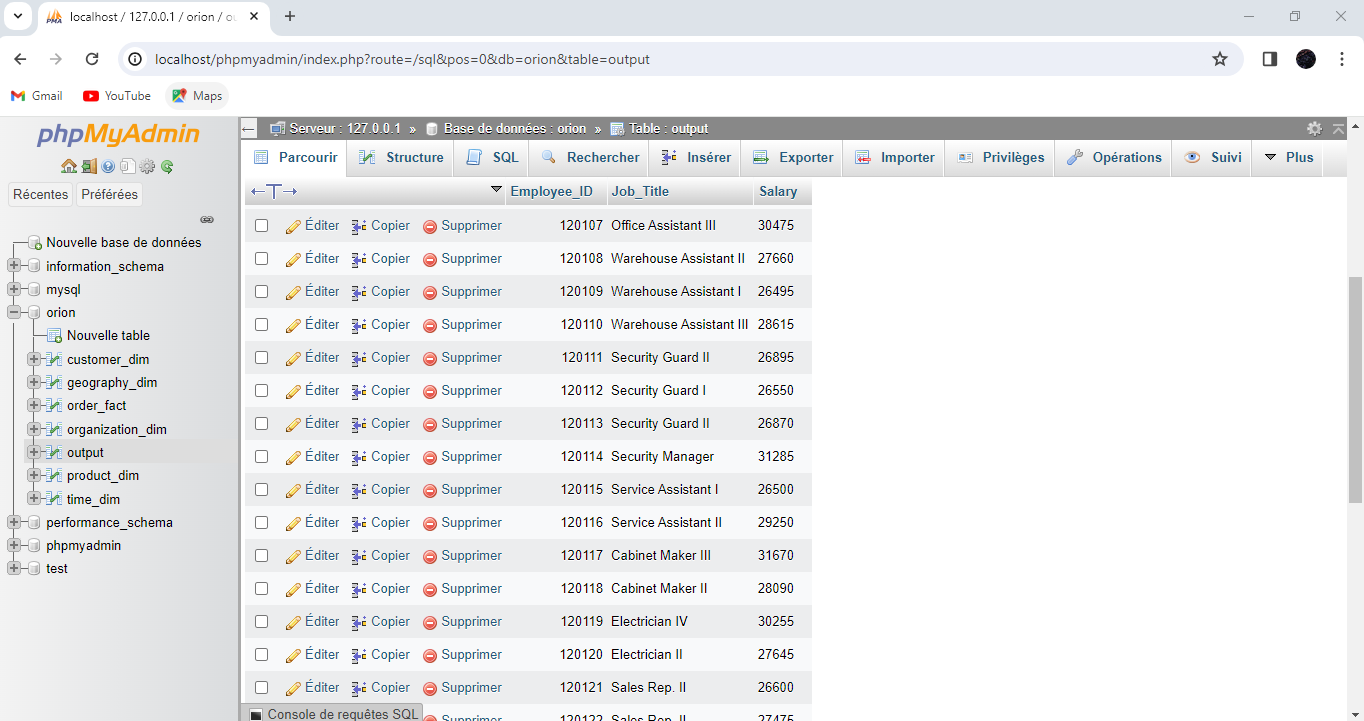 localhost / 127.0.0.1 / orion / ou
localhost/phpmyadmin/index.php?route=/sql&pos=0&db=orion&table=output
Gmail YouTube Maps
phpMyAdmin
Récentes Préférées
Nouvelle base de données
information_schema
mysql
orion
Nouvelle table
customer_dim
geography_dim
order_fact
organization_dim
output
product_dim
time_dim
performance_schema
phpmyadmin
test
Serveur : 127.0.0.1 » Base de données : orion » Table : output
Parcourir Structure SQL Rechercher Insérer Exporter Importer Privilèges Opérations Suivi Plus
←T→ Employee_ID Job_Title Salary
Éditer Copier Supprimer 120107 Office Assistant III 30475
Éditer Copier Supprimer 120108 Warehouse Assistant II 27660
Éditer Copier Supprimer 120109 Warehouse Assistant I 26495
Éditer Copier Supprimer 120110 Warehouse Assistant III 28615
Éditer Copier Supprimer 120111 Security Guard II 26895
Éditer Copier Supprimer 120112 Security Guard I 26550
Éditer Copier Supprimer 120113 Security Guard II 26870
Éditer Copier Supprimer 120114 Security Manager 31285
Éditer Copier Supprimer 120115 Service Assistant I 26500
Éditer Copier Supprimer 120116 Service Assistant II 29250
Éditer Copier Supprimer 120117 Cabinet Maker III 31670
Éditer Copier Supprimer 120118 Cabinet Maker II 28090
Éditer Copier Supprimer 120119 Electrician IV 30255
Éditer Copier Supprimer 120120 Electrician II 27645
Éditer Copier Supprimer 120121 Sales Rep. II 26600
Supprimer 120122 Sales Rep. II 27475
Console de requêtes SQL